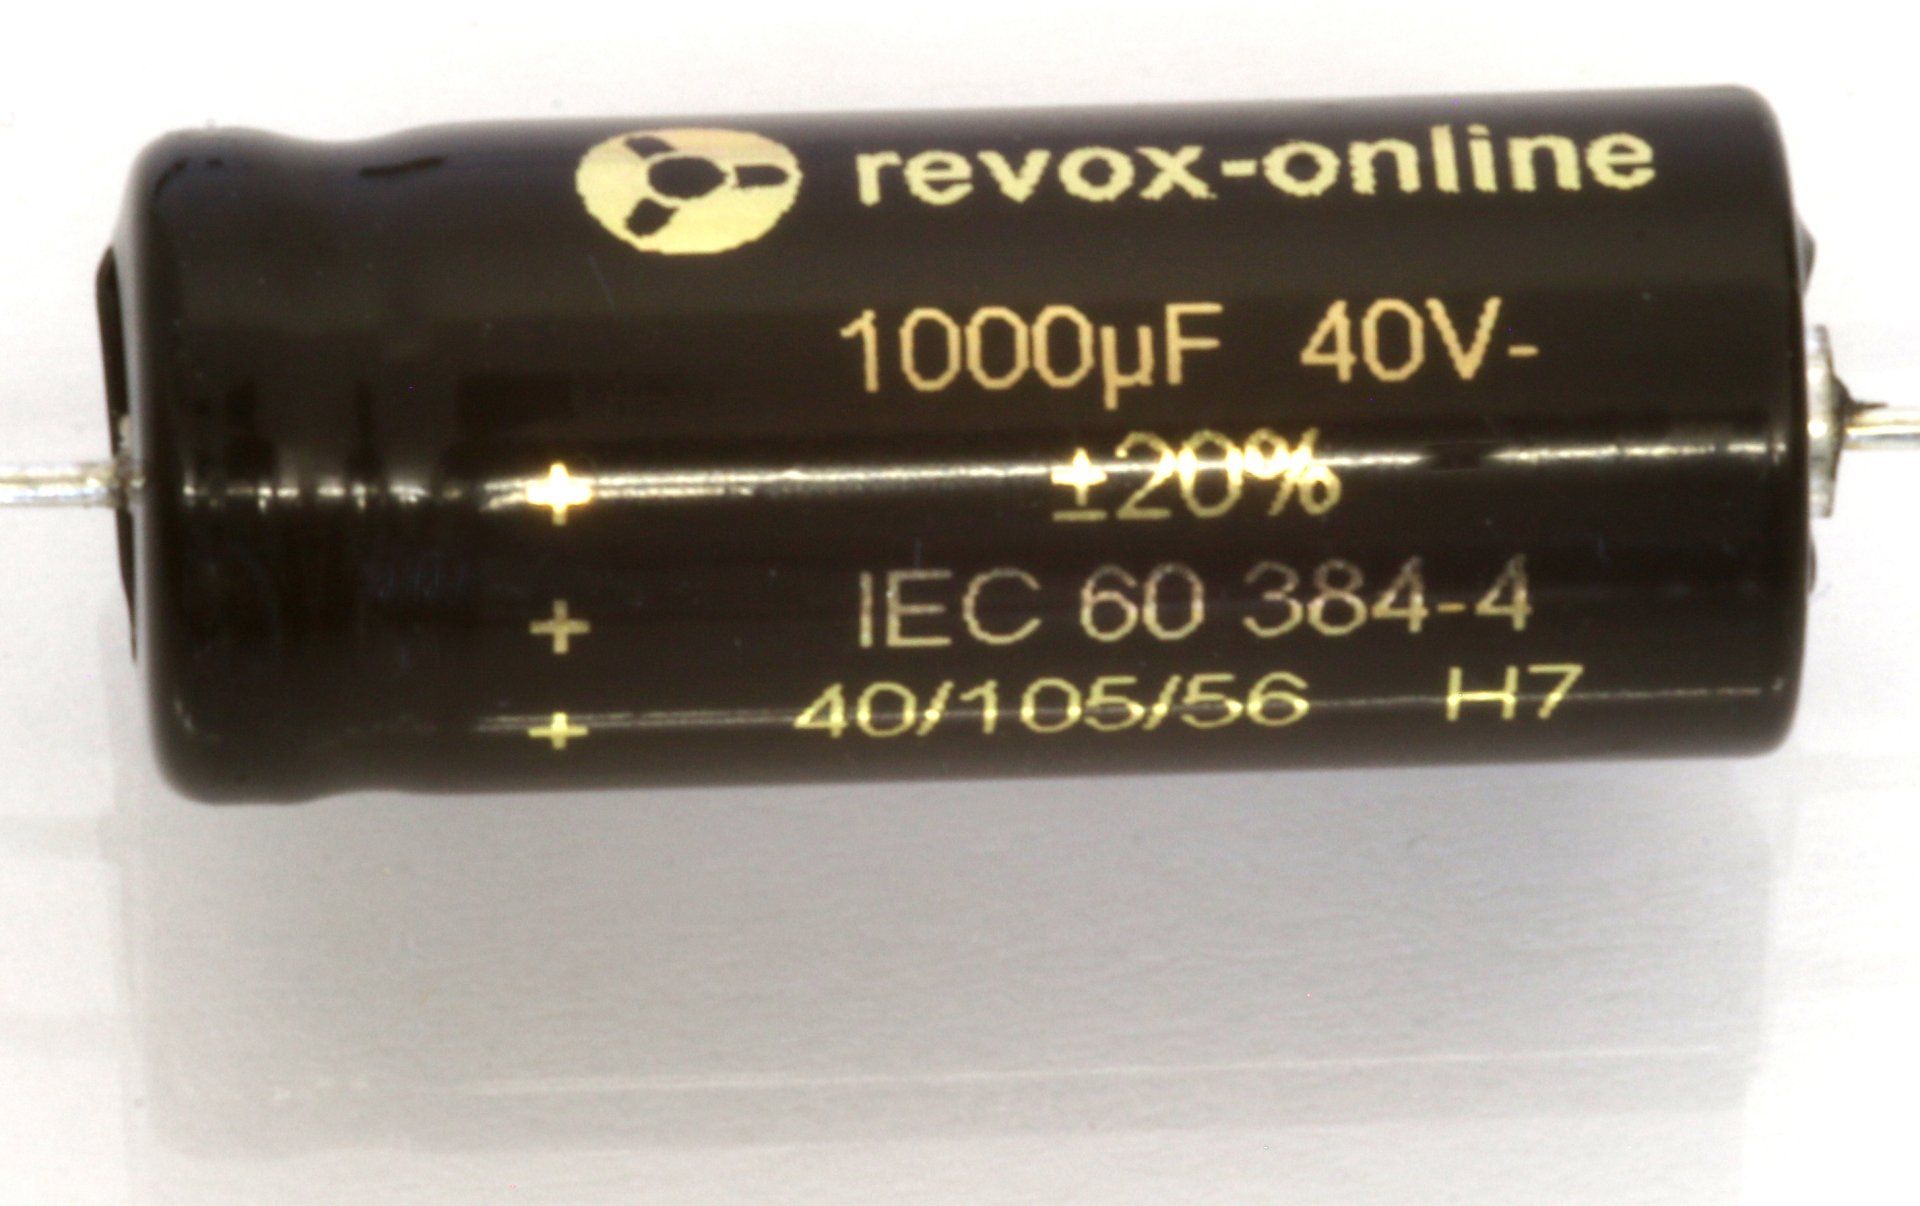 revox-online
1000µF 40V-
+ ±20%
+ IEC 60 384-4
+ 40/105/56 H7